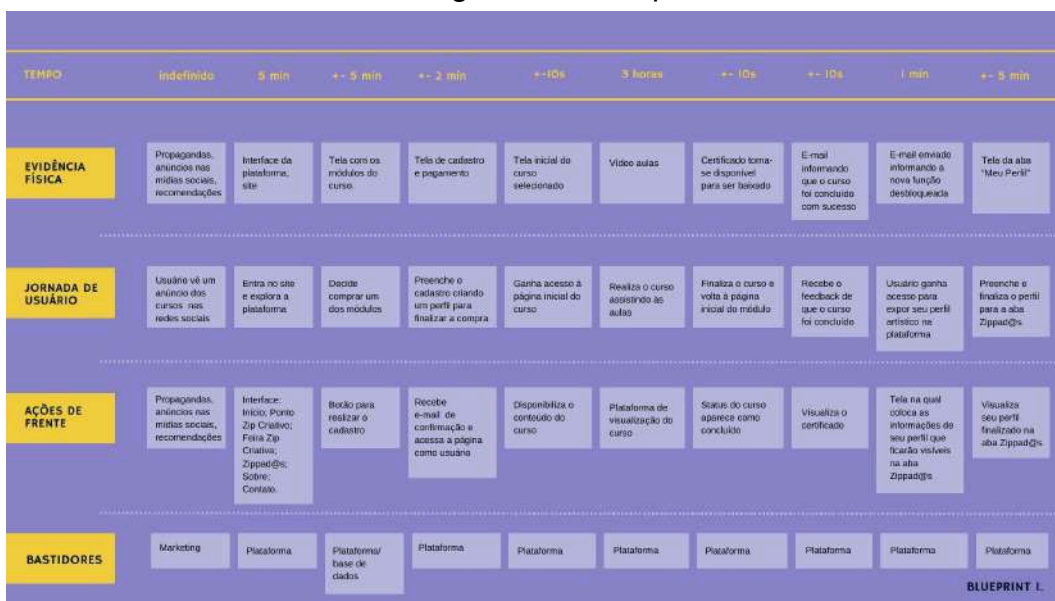 TEMPO
indefinido
5 min
+- 5 min
+- 2 min
+-10s
3 horas
+- 10s
+- 10s
1 min
+- 5 min
EVIDÊNCIA
FÍSICA
Propagandas,
anúncios nas
mídias sociais,
recomendações
Interface da
plataforma,
site
Tela com os
módulos do
curso.
Tela de cadastro
e pagamento
Tela inicial do
curso
selecionado
Vídeo aulas
Certificado torna-
se disponível
para ser baixado
E-mail
informando
que o curso
foi concluído
com sucesso
E-mail enviado
informando a
nova função
desbloqueada
Tela da aba
"Meu Perfil"
JORNADA DE
USUÁRIO
Usuário vê um
anúncio dos
cursos nas
redes sociais
Entra no site
e explora a
plataforma
Decide
comprar um
dos módulos
Preenche o
cadastro criando
um perfil para
finalizar a compra
Ganha acesso à
página inicial do
curso
Realiza o curso
assistindo às
aulas
Finaliza o curso e
volta à página
inicial do módulo
Recebe o
feedback de
que o curso
foi concluído
Usuário ganha
acesso para
expor seu perfil
artístico na
plataforma
Preenche e
finaliza o perfil
para a aba
Zippad@s.
AÇÕES DE
FRENTE
Propagandas,
anúncios nas
mídias sociais,
recomendações
Interface:
Início; Ponto
Zip Criativo;
Feira Zip
Criativa;
Zippad@s;
Sobre;
Contato.
Botão para
realizar o
cadastro
Recebe
e-mail de
confirmação e
acessa a página
como usuário
Disponibiliza o
conteúdo do
curso
Plataforma de
visualização do
curso
Status do curso
aparece como
concluído
Visualiza o
certificado
Tela na qual
coloca as
informações do
seu perfil que
ficarão visíveis
na aba
Zippad@s
Visualiza
seu perfil
finalizado na
aba Zippad@s
BASTIDORES
Marketing
Plataforma
Plataforma/
base de
dados
Plataforma
Plataforma
Plataforma
Plataforma
Plataforma
Plataforma
Plataforma
BLUEPRINT 1.